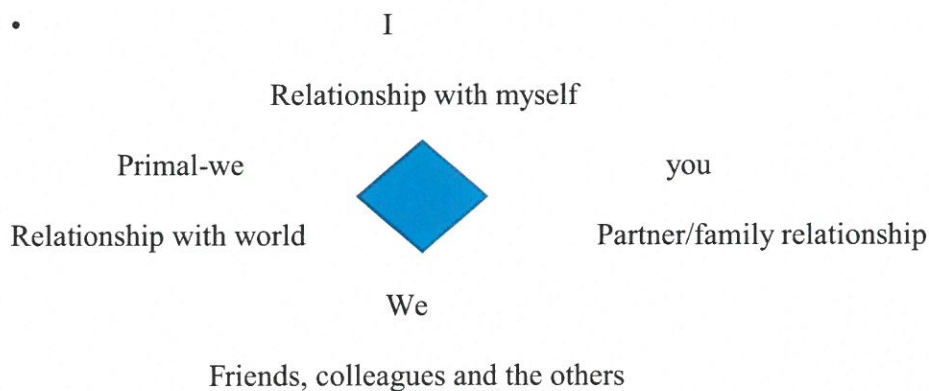 • I
Relationship with myself
Primal-we you
Relationship with world Partner/family relationship
We
Friends, colleagues and the others